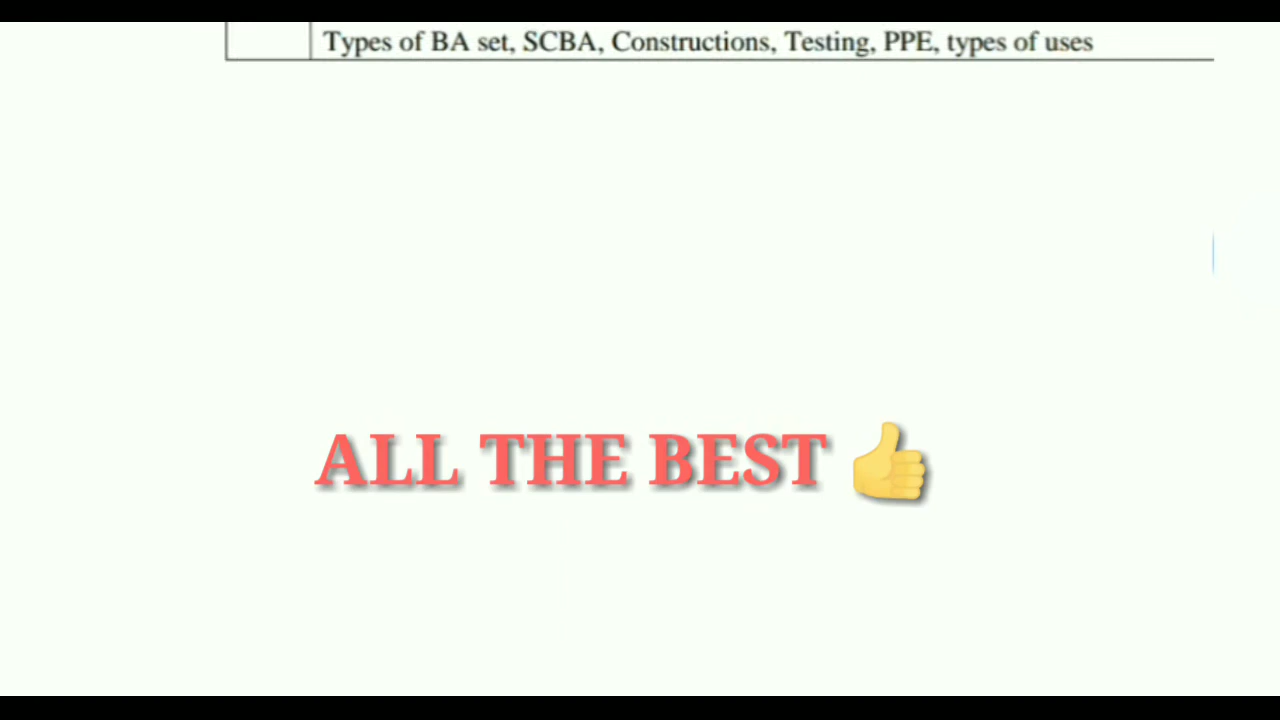 Types of BA set, SCBA, Constructions, Testing, PPE, types of uses
ALL THE BEST 👍